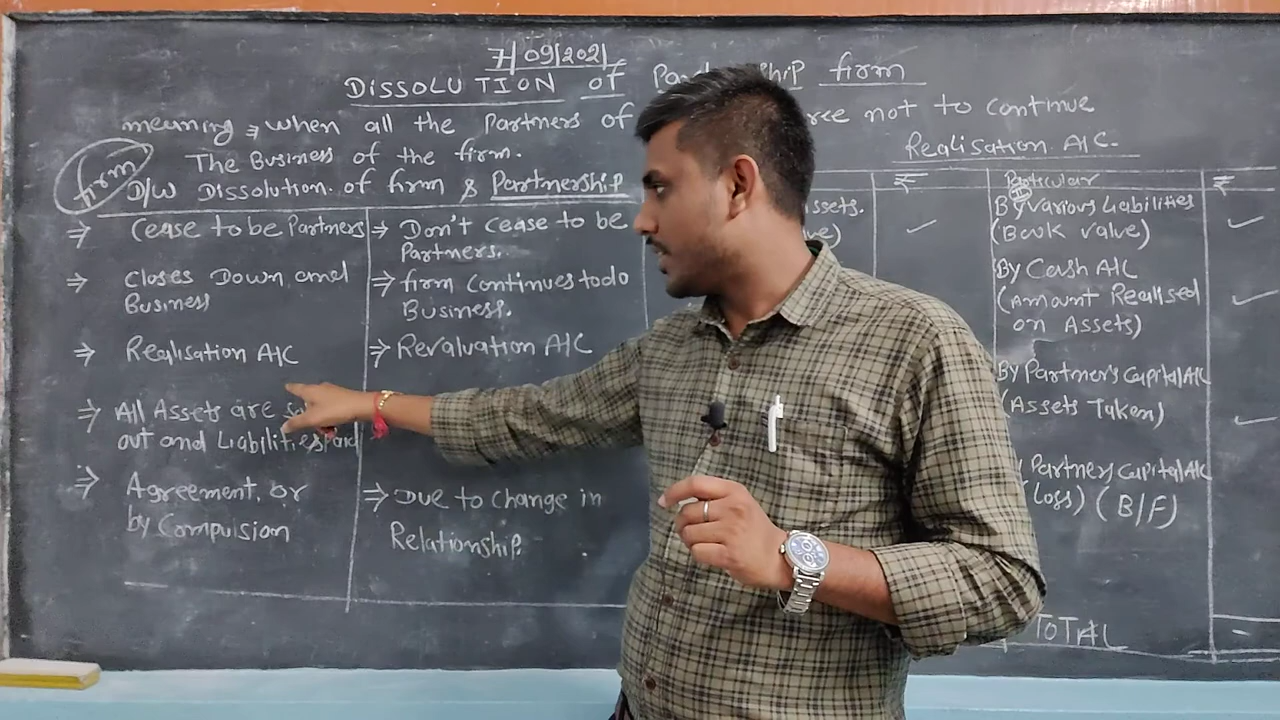 7/09/2021
DISSOLUTION of Partnership firm
meaning ⇒ when all the Partners of ree not to continue
The Business of the firm.
firm
D/W Dissolution of firm & Partnership
⇒ Cease to be Partners
⇒ Closes Down and
Business
⇒ Realisation A/C
⇒ All Assets are
out and Liabilities Paid
⇒ Agreement, or
by Compulsion
⇒ Don't cease to be
Partners.
⇒ firm Continues to do
Business.
⇒ Revaluation A/C
⇒ Due to Change in
Relationship.
Realisation A/C.
₹ Particular ₹
ssets.
By Various Liabilities
(Book Value)
By Cash A/C
(Amount Realised
on Assets)
By Partner's Capital A/C
(Assets Taken)
Partners Capital A/C
Loss) (B/F)
TOTAL